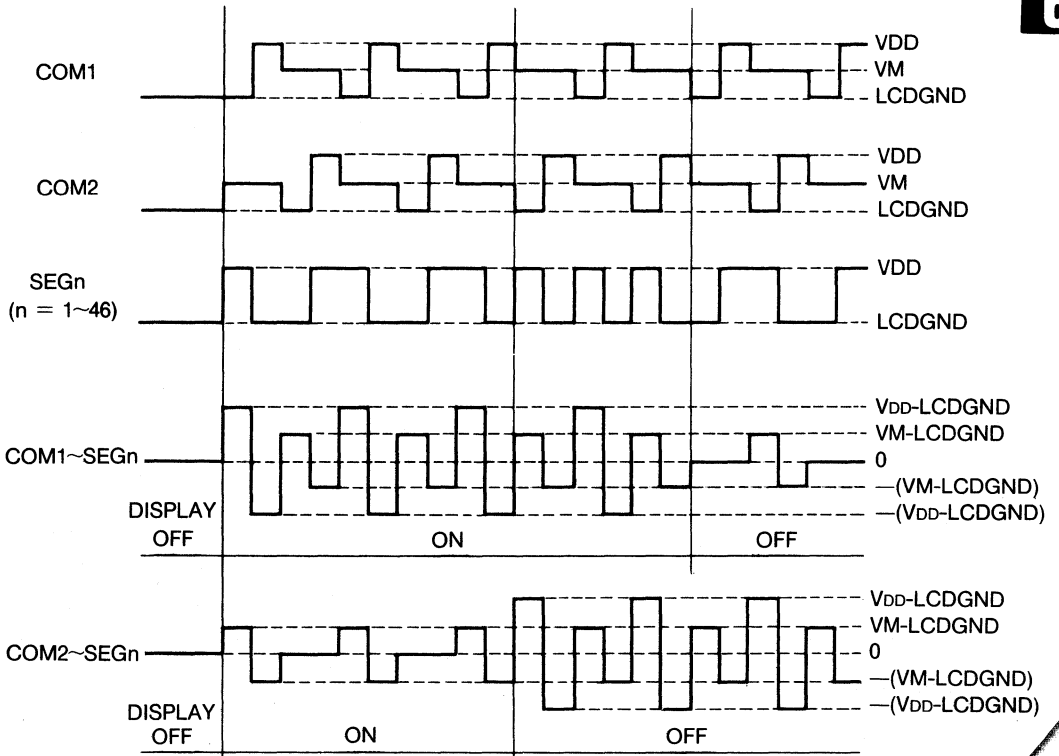 COM1
VDD
VM
LCDGND
COM2
VDD
VM
LCDGND
SEGn
(n = 1~46)
VDD
LCDGND
COM1~SEGn
VDD-LCDGND
VM-LCDGND
0
—(VM-LCDGND)
—(VDD-LCDGND)
DISPLAY
OFF
ON
OFF
COM2~SEGn
VDD-LCDGND
VM-LCDGND
0
—(VM-LCDGND)
—(VDD-LCDGND)
DISPLAY
OFF
ON
OFF